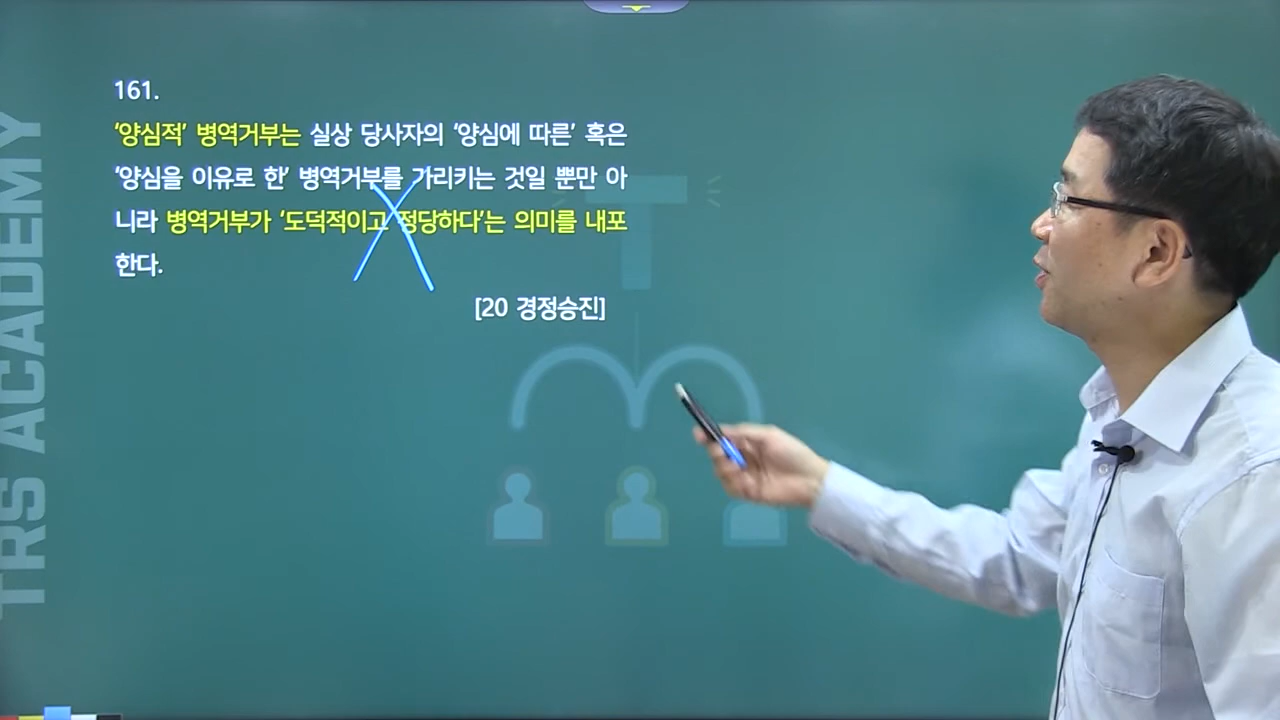 161.
‘양심적’ 병역거부는 실상 당사자의 ‘양심에 따른’ 혹은
‘양심을 이유로 한’ 병역거부를 가리키는 것일 뿐만 아
니라 병역거부가 ‘도덕적이고 정당하다’는 의미를 내포
한다.
[20 경정승진]
TRS ACADEMY